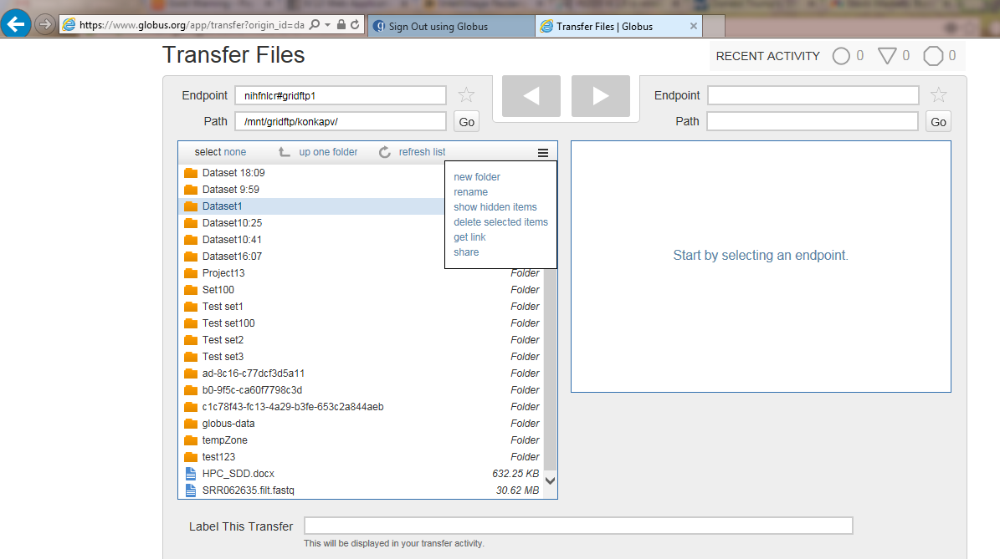 https://www.globus.org/app/transfer?origin_id=da
Sign Out using Globus
Transfer Files | Globus
Transfer Files
RECENT ACTIVITY 0 0 0
Endpoint nihfnlcr#gridftp1
Path /mnt/gridftp/konkapv/ Go
Endpoint
Path Go
select none up one folder refresh list
new folder
rename
show hidden items
delete selected items
get link
share
Dataset 18:09
Dataset 9:59
Dataset1
Dataset10:25
Dataset10:41
Dataset16:07
Project13 Folder
Set100 Folder
Test set1 Folder
Test set100 Folder
Test set2 Folder
Test set3 Folder
ad-8c16-c77dcf3d5a11 Folder
b0-9f5c-ca60f7798c3d Folder
c1c78f43-fc13-4a29-b3fe-653c2a844aeb Folder
globus-data Folder
tempZone Folder
test123 Folder
HPC_SDD.docx 632.25 KB
SRR062635.filt.fastq 30.62 MB
Start by selecting an endpoint.
Label This Transfer
This will be displayed in your transfer activity.